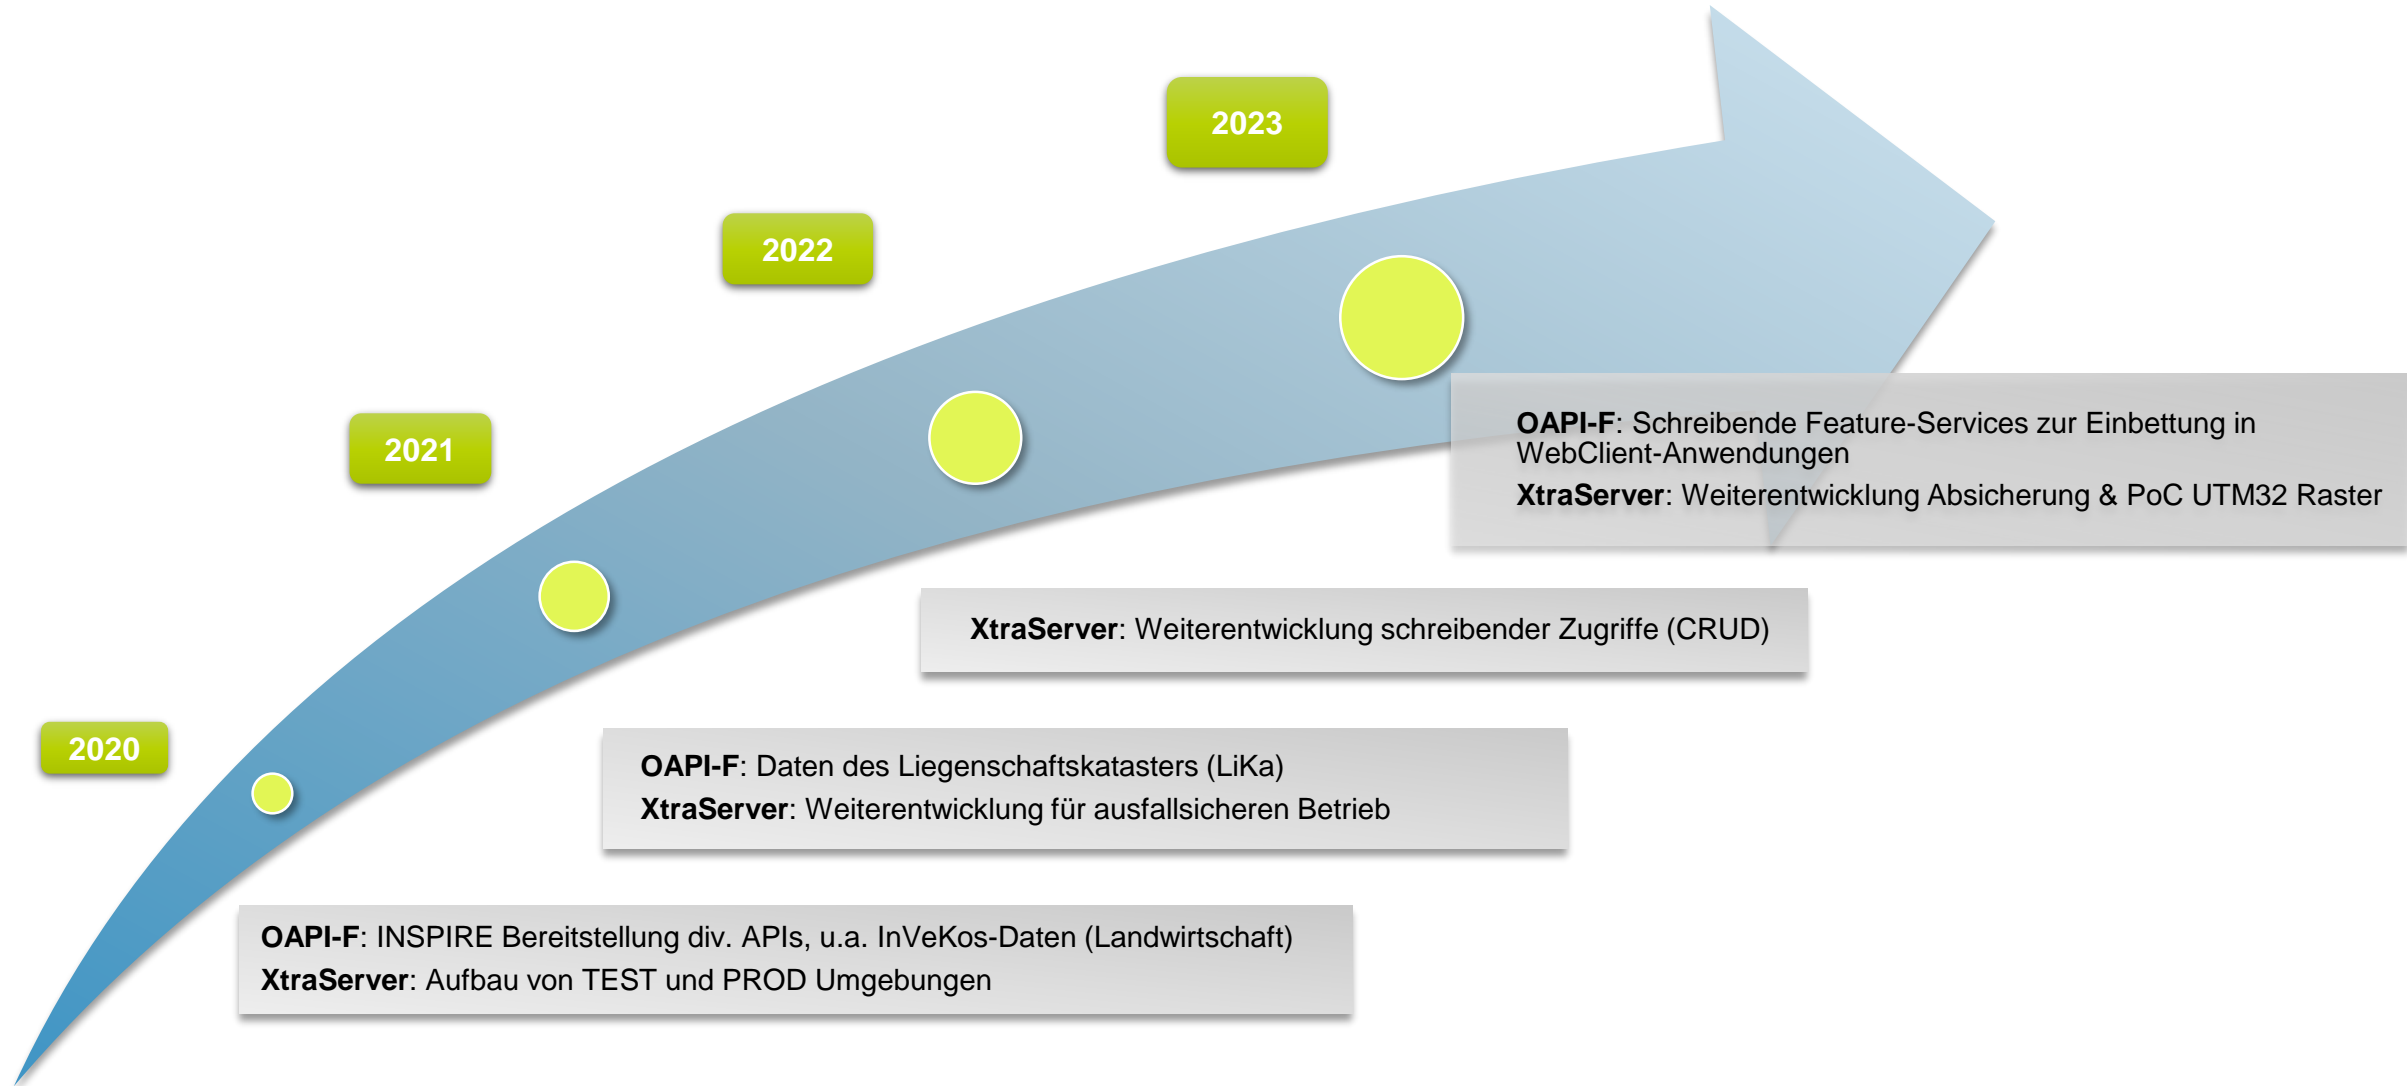 2023
2022
2021
2020
OAPI-F: Schreibende Feature-Services zur Einbettung in
WebClient-Anwendungen
XtraServer: Weiterentwicklung Absicherung & PoC UTM32 Raster
XtraServer: Weiterentwicklung schreibender Zugriffe (CRUD)
OAPI-F: Daten des Liegenschaftskatasters (LiKa)
XtraServer: Weiterentwicklung für ausfallsicheren Betrieb
OAPI-F: INSPIRE Bereitstellung div. APIs, u.a. InVeKos-Daten (Landwirtschaft)
XtraServer: Aufbau von TEST und PROD Umgebungen